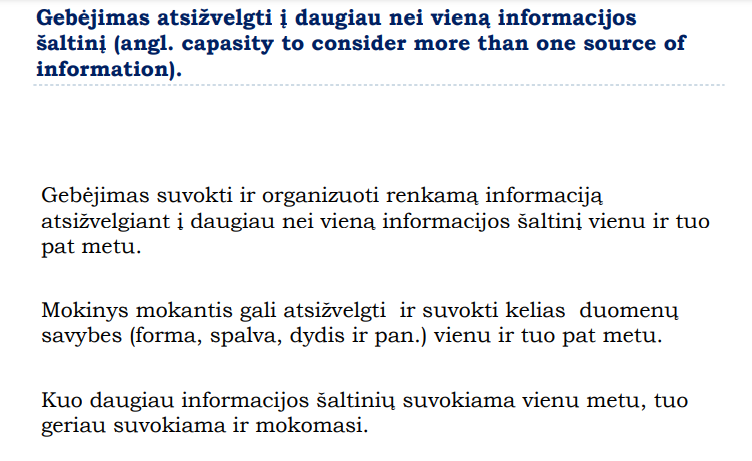 Gebėjimas atsižvelgti į daugiau nei vieną informacijos
šaltinį (angl. capasity to consider more than one source of
information).
Gebėjimas suvokti ir organizuoti renkamą informaciją
atsižvelgiant į daugiau nei vieną informacijos šaltinį vienu ir tuo
pat metu.
Mokinys mokantis gali atsižvelgti ir suvokti kelias duomenų
savybes (forma, spalva, dydis ir pan.) vienu ir tuo pat metu.
Kuo daugiau informacijos šaltinių suvokiama vienu metu, tuo
geriau suvokiama ir mokomasi.